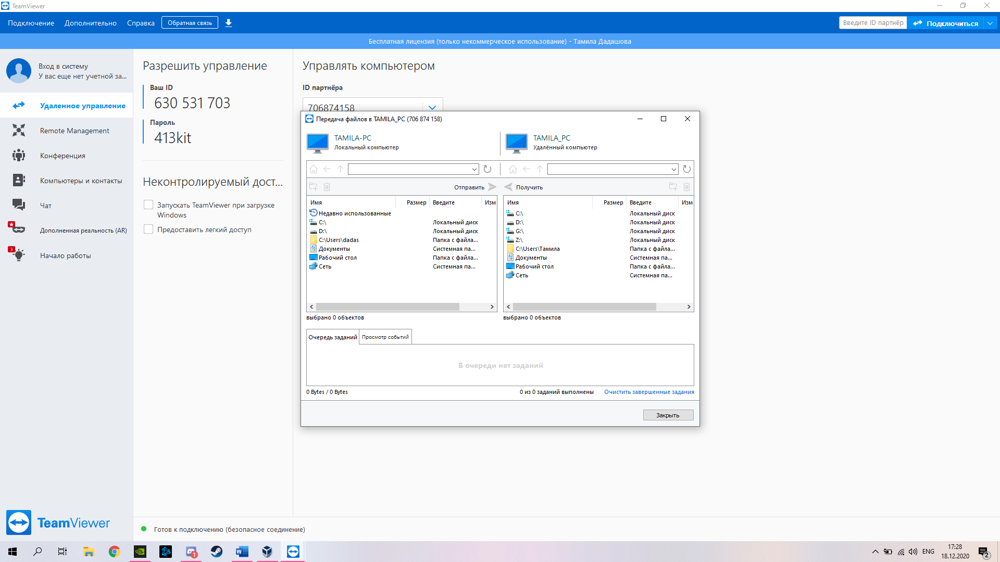 TeamViewer
Подключение Дополнительно Справка Обратная связь
Введите ID партнёр Подключиться
Бесплатная лицензия (только некоммерческое использование) - Тамила Дадашова
Вход в систему
У вас еще нет учетной за...
Удаленное управление
Remote Management
Конференция
Компьютеры и контакты
Чат
Дополненная реальность (AR)
3
Начало работы
TeamViewer
Разрешить управление
Ваш ID
630 531 703
Пароль
413kit
Неконтролируемый дост...
Запускать TeamViewer при загрузке
Windows
Предоставить легкий доступ
Управлять компьютером
ID партнёра
706874158
Передача файлов в TAMILA_PC (706 874 158)
TAMILA-PC
Локальный компьютер
TAMILA_PC
Удалённый компьютер
Отправить
Получить
Имя Размер Введите Изм
Недавно использованные
C:\ Локальный диск
D:\ Локальный диск
C:\Users\dadas Папка с файла...
Документы Системная па...
Рабочий стол Папка с файла...
Сеть Системная па...
выбрано 0 объектов
Имя Размер Введите Изм
C:\ Локальный диск
D:\ Локальный диск
G:\ Локальный диск
Z:\ Локальный диск
C:\Users\Тамила Папка с файла...
Документы Системная па...
Рабочий стол Папка с файла...
Сеть Системная па...
выбрано 0 объектов
Очередь заданий Просмотр событий
В очереди нет заданий
0 Bytes / 0 Bytes 0 из 0 заданий выполнены Очистить завершенные задания
Закрыть
Готов к подключению (безопасное соединение)
1
ENG
17:28
18.12.2020
2